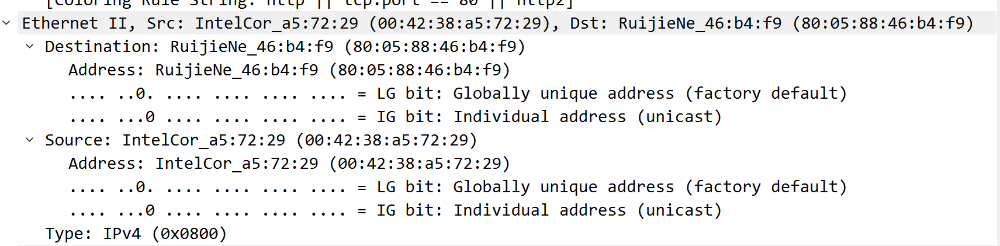 [Coloring Rule String: http || tcp.port == 80 || http2]
Ethernet II, Src: IntelCor_a5:72:29 (00:42:38:a5:72:29), Dst: RuijieNe_46:b4:f9 (80:05:88:46:b4:f9)
Destination: RuijieNe_46:b4:f9 (80:05:88:46:b4:f9)
Address: RuijieNe_46:b4:f9 (80:05:88:46:b4:f9)
.... ..0. .... .... .... .... = LG bit: Globally unique address (factory default)
.... ...0 .... .... .... .... = IG bit: Individual address (unicast)
Source: IntelCor_a5:72:29 (00:42:38:a5:72:29)
Address: IntelCor_a5:72:29 (00:42:38:a5:72:29)
.... ..0. .... .... .... .... = LG bit: Globally unique address (factory default)
.... ...0 .... .... .... .... = IG bit: Individual address (unicast)
Type: IPv4 (0x0800)